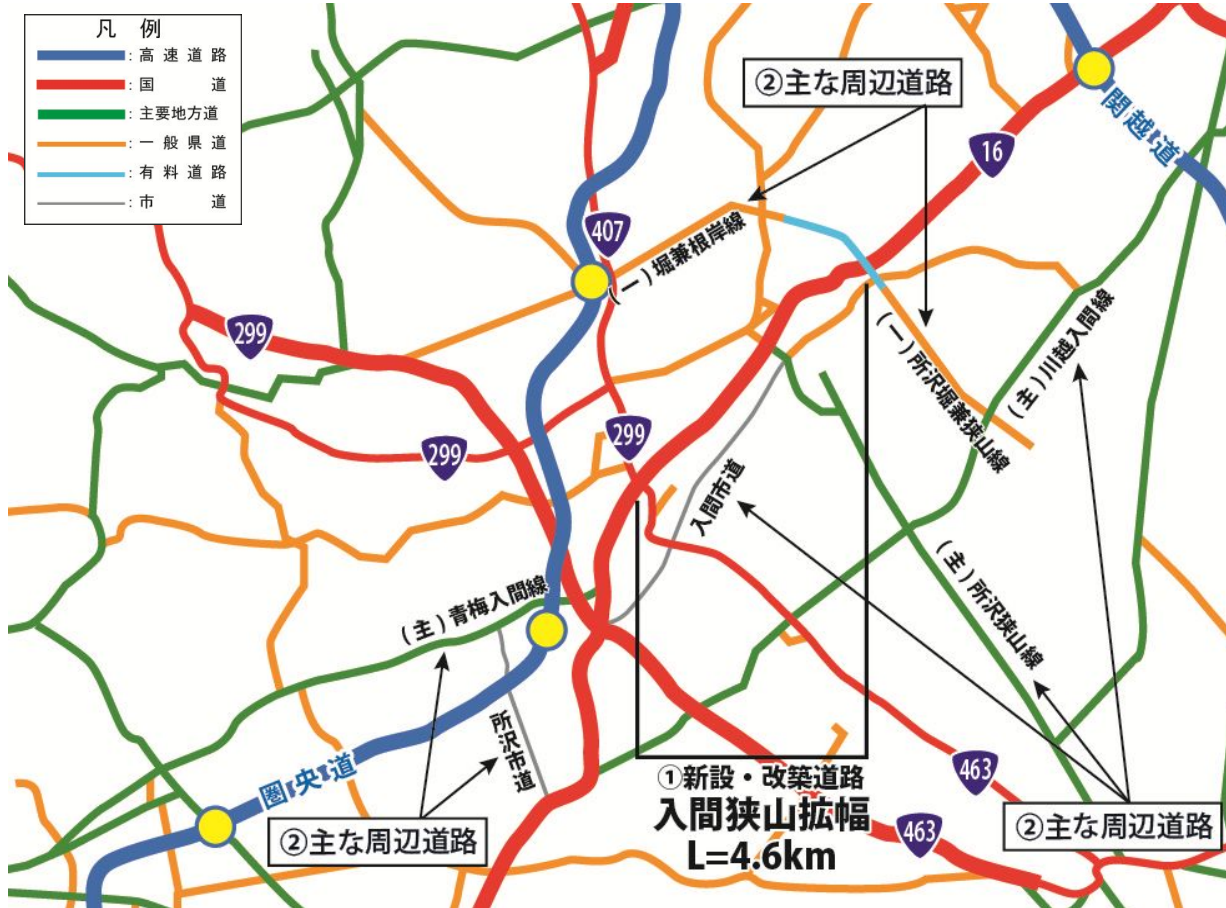 凡 例
: 高速道路
: 国 道
: 主要地方道
: 一般県道
: 有料道路
: 市 道
②主な周辺道路
関越道
16
407
(一)堀兼根岸線
299
(一)所沢堀兼狭山線
(主)川越入間線
299
299
入間市道
(主)所沢狭山線
(主)青梅入間線
所沢市道
圏央道
②主な周辺道路
①新設・改築道路
入間狭山拡幅
L=4.6km
463
463
②主な周辺道路